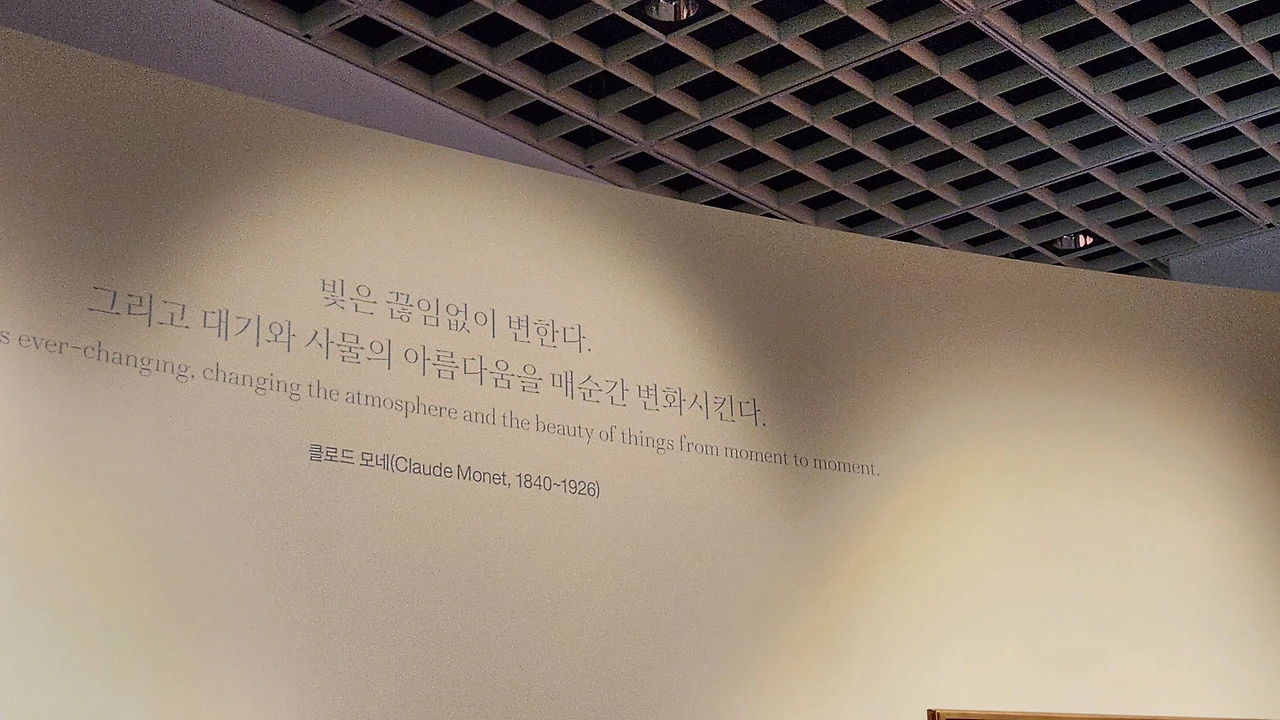 빛은 끊임없이 변한다.
그리고 대기와 사물의 아름다움을 매순간 변화시킨다.
s ever-changing, changing the atmosphere and the beauty of things from moment to moment.
클로드 모네(Claude Monet, 1840~1926)